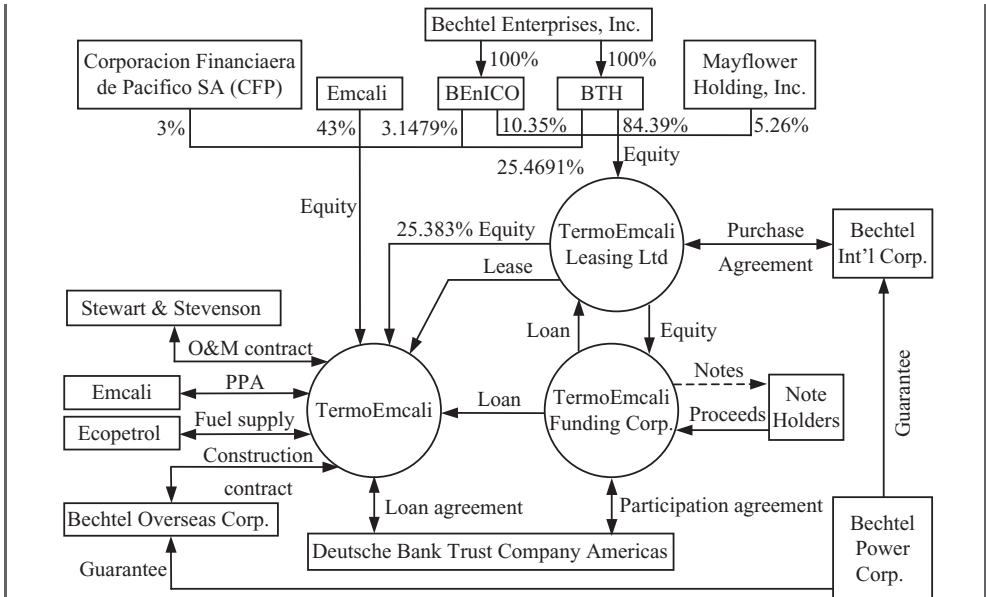 Bechtel Enterprises, Inc.
Corporacion Financiaera
de Pacifico SA (CFP)
Emcali
100%
100%
BEnICO
BTH
Mayflower
Holding, Inc.
3%
43%
3.1479%
10.35%
84.39%
5.26%
25.4691%
Equity
Equity
25.383% Equity
TermoEmcali
Leasing Ltd
Purchase
Agreement
Bechtel
Int'l Corp.
Lease
Stewart & Stevenson
Loan
Equity
O&M contract
Notes
Emcali
PPA
TermoEmcali
Loan
TermoEmcali
Funding Corp.
Note
Holders
Proceeds
Guarantee
Ecopetrol
Fuel supply
Construction
contract
Bechtel Overseas Corp.
Loan agreement
Participation agreement
Deutsche Bank Trust Company Americas
Bechtel
Power
Corp.
Guarantee